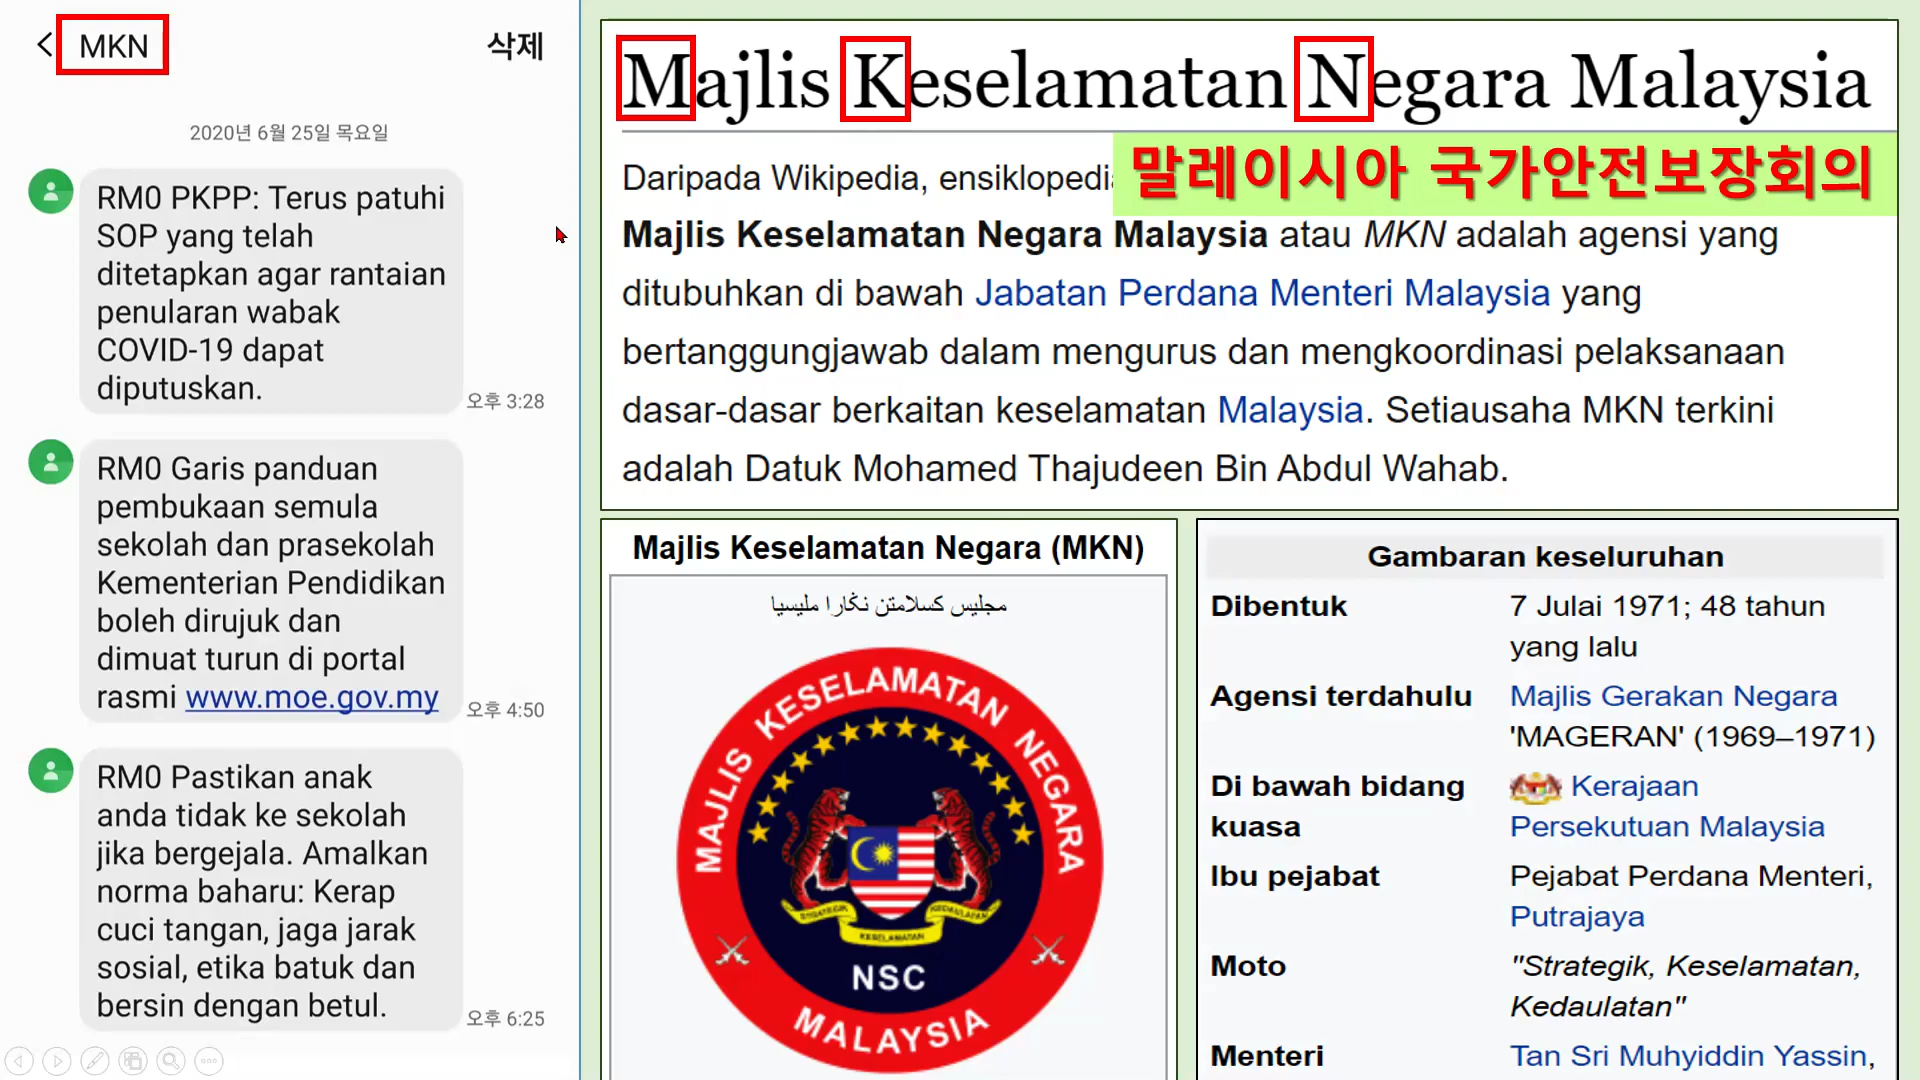 MKN
삭제
2020년 6월 25일 목요일
RM0 PKPP: Terus patuhi
SOP yang telah
ditetapkan agar rantaian
penularan wabak
COVID-19 dapat
diputuskan.
오후 3:28
RM0 Garis panduan
pembukaan semula
sekolah dan prasekolah
Kementerian Pendidikan
boleh dirujuk dan
dimuat turun di portal
rasmi www.moe.gov.my
오후 4:50
RM0 Pastikan anak
anda tidak ke sekolah
jika bergejala. Amalkan
norma baharu: Kerap
cuci tangan, jaga jarak
sosial, etika batuk dan
bersin dengan betul.
오후 6:25
Majlis Keselamatan Negara Malaysia
말레이시아 국가안전보장회의
Daripada Wikipedia, ensiklopedi
Majlis Keselamatan Negara Malaysia atau MKN adalah agensi yang
ditubuhkan di bawah Jabatan Perdana Menteri Malaysia yang
bertanggungjawab dalam mengurus dan mengkoordinasi pelaksanaan
dasar-dasar berkaitan keselamatan Malaysia. Setiausaha MKN terkini
adalah Datuk Mohamed Thajudeen Bin Abdul Wahab.
Majlis Keselamatan Negara (MKN)
مجليس کسلامتن نݢارا مليسيا
MAJLIS KESELAMATAN NEGARA
STRATEGIK
KESELAMATAN
KEDAULATAN
NSC
MALAYSIA
Gambaran keseluruhan
Dibentuk 7 Julai 1971; 48 tahun
yang lalu
Agensi terdahulu Majlis Gerakan Negara
'MAGERAN' (1969–1971)
Di bawah bidang Kerajaan
kuasa Persekutuan Malaysia
Ibu pejabat Pejabat Perdana Menteri,
Putrajaya
Moto "Strategik, Keselamatan,
Kedaulatan"
Menteri Tan Sri Muhyiddin Yassin,